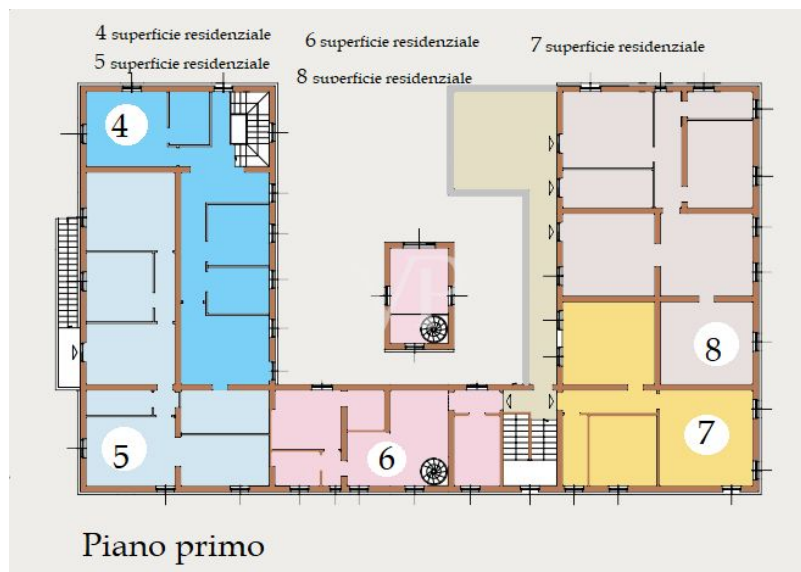 4 superficie residenziale
5 superficie residenziale
6 superficie residenziale
8 superficie residenziale
7 superficie residenziale
4
5
6
7
8
Piano primo